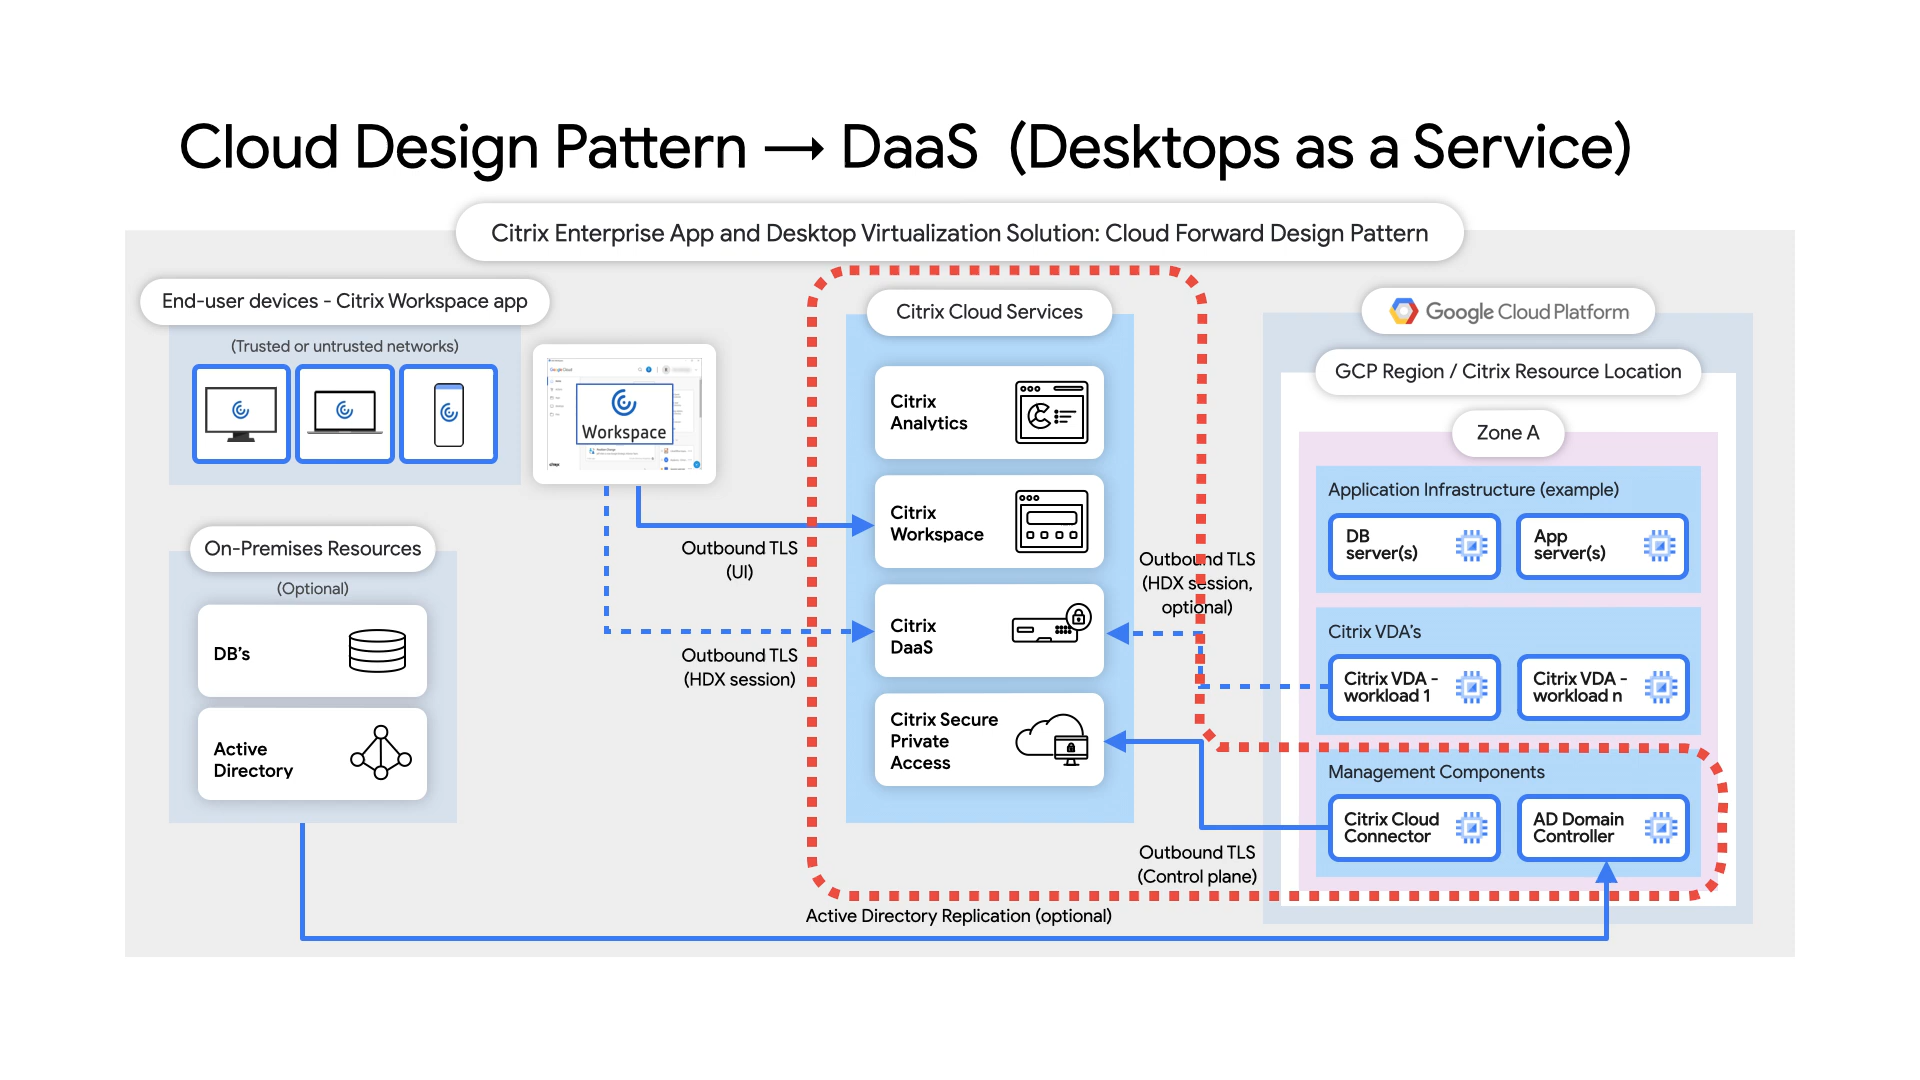 Cloud Design Pattern → DaaS (Desktops as a Service)
Citrix Enterprise App and Desktop Virtualization Solution: Cloud Forward Design Pattern
End-user devices - Citrix Workspace app
(Trusted or untrusted networks)
Workspace
On-Premises Resources
(Optional)
DB's
Active
Directory
Outbound TLS
(UI)
Outbound TLS
(HDX session)
Citrix Cloud Services
Citrix
Analytics
Citrix
Workspace
Citrix
DaaS
Citrix Secure
Private
Access
Outbound TLS
(HDX session,
optional)
Outbound TLS
(Control plane)
Active Directory Replication (optional)
Google Cloud Platform
GCP Region / Citrix Resource Location
Zone A
Application Infrastructure (example)
DB
server(s)
App
server(s)
Citrix VDA's
Citrix VDA -
workload 1
Citrix VDA -
workload n
Management Components
Citrix Cloud
Connector
AD Domain
Controller